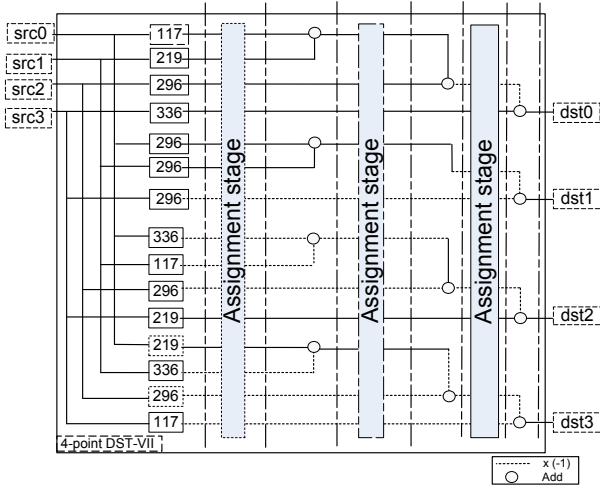 src0
src1
src2
src3
117
219
296
336
296
296
296
336
117
296
219
219
336
296
117
Assignment stage
Assignment stage
Assignment stage
dst0
dst1
dst2
dst3
4-point DST-VII
x (-1)
Add